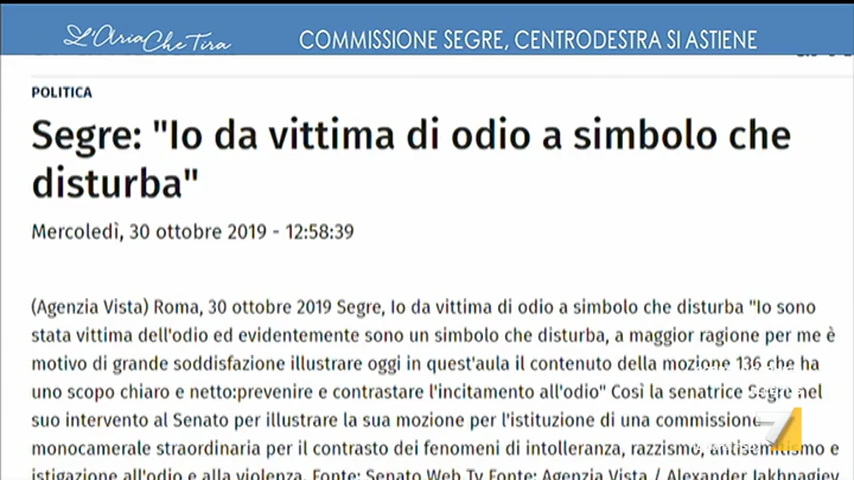 L'Aria Che Tira
COMMISSIONE SEGRE, CENTRODESTRA SI ASTIENE
POLITICA
Segre: "Io da vittima di odio a simbolo che
disturba"
Mercoledì, 30 ottobre 2019 - 12:58:39
(Agenzia Vista) Roma, 30 ottobre 2019 Segre, Io da vittima di odio a simbolo che disturba "Io sono
stata vittima dell'odio ed evidentemente sono un simbolo che disturba, a maggior ragione per me è
motivo di grande soddisfazione illustrare oggi in quest'aula il contenuto della mozione 136 che ha
uno scopo chiaro e netto:prevenire e contrastare l'incitamento all'odio" Così la senatrice Segre nel
suo intervento al Senato per illustrare la sua mozione per l'istituzione di una commissione
monocamerale straordinaria per il contrasto dei fenomeni di intolleranza, razzismo, antisemitismo e
istigazione all'odio e alla violenza. Fonte: Senato Web Tv Fonte: Agenzia Vista / Alexander Jakhnagiev
7